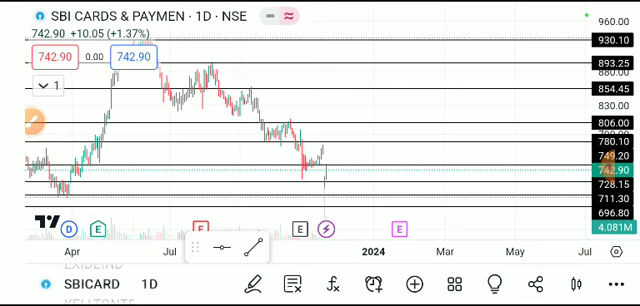 SBI CARDS & PAYMEN · 1D · NSE
742.90 +10.05 (+1.37%)
742.90 0.00 742.90
1
960.00
930.10
893.25
880.00
854.45
830.00
806.00
780.10
749.20
742.90
728.15
711.30
696.80
4.081M
D E E E E
Apr Jul 2024 Mar May Jul
SBICARD 1D